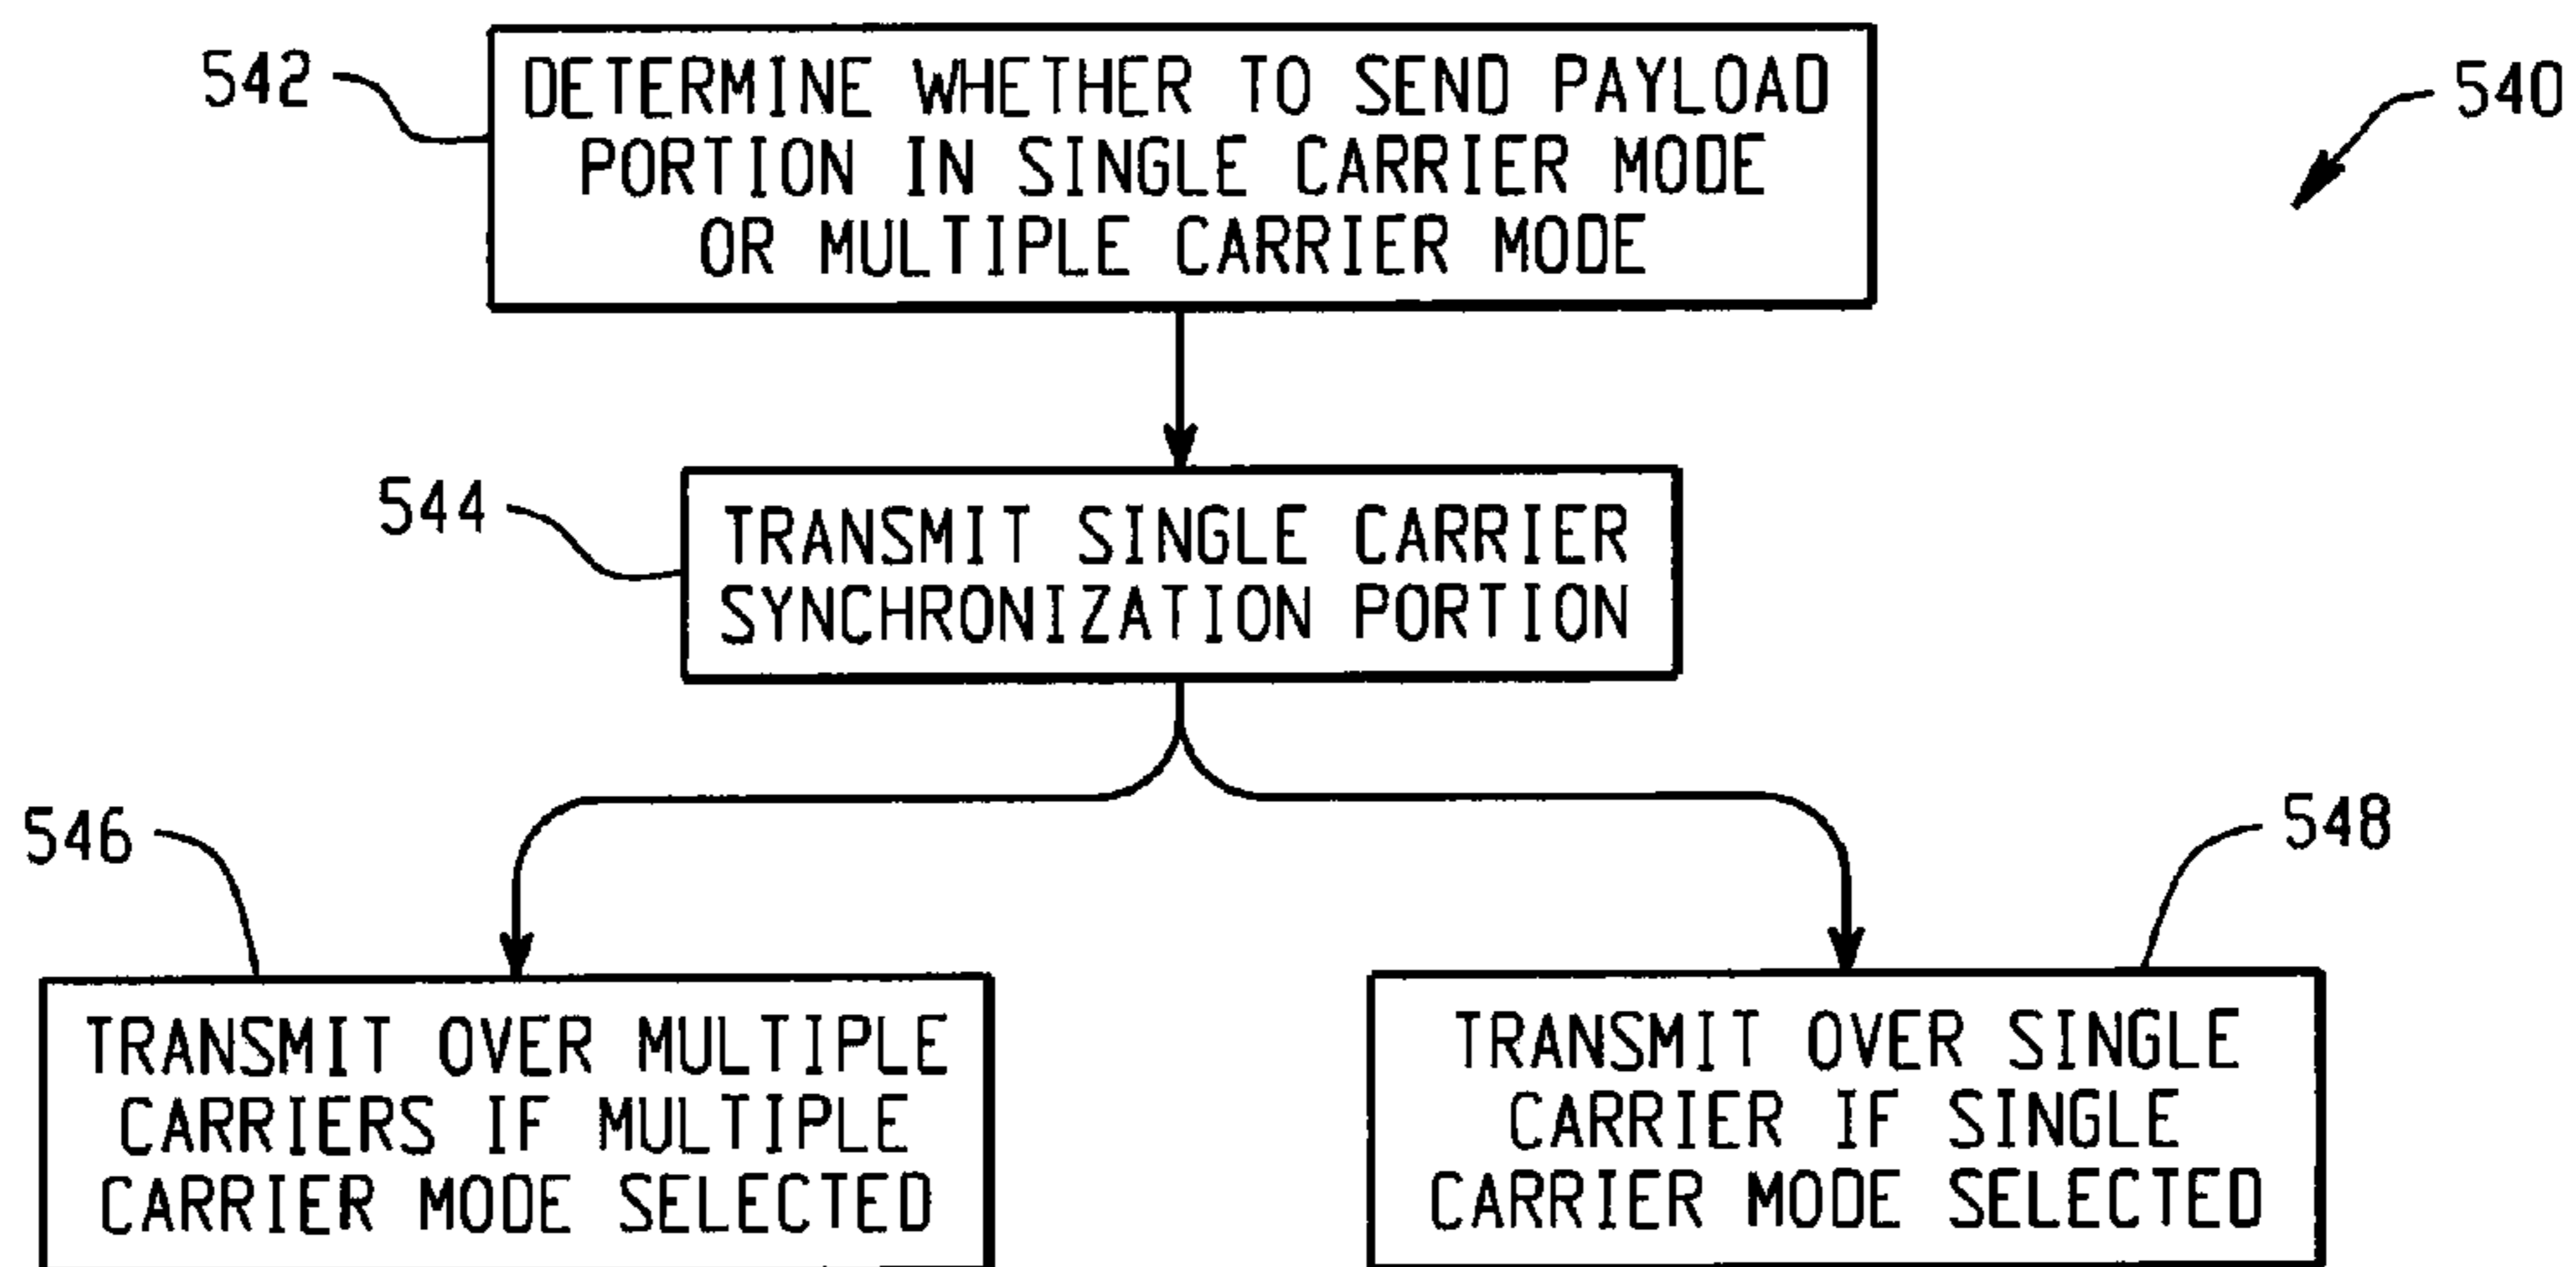 542
DETERMINE WHETHER TO SEND PAYLOAD
PORTION IN SINGLE CARRIER MODE
OR MULTIPLE CARRIER MODE
540
544
TRANSMIT SINGLE CARRIER
SYNCHRONIZATION PORTION
546
TRANSMIT OVER MULTIPLE
CARRIERS IF MULTIPLE
CARRIER MODE SELECTED
548
TRANSMIT OVER SINGLE
CARRIER IF SINGLE
CARRIER MODE SELECTED